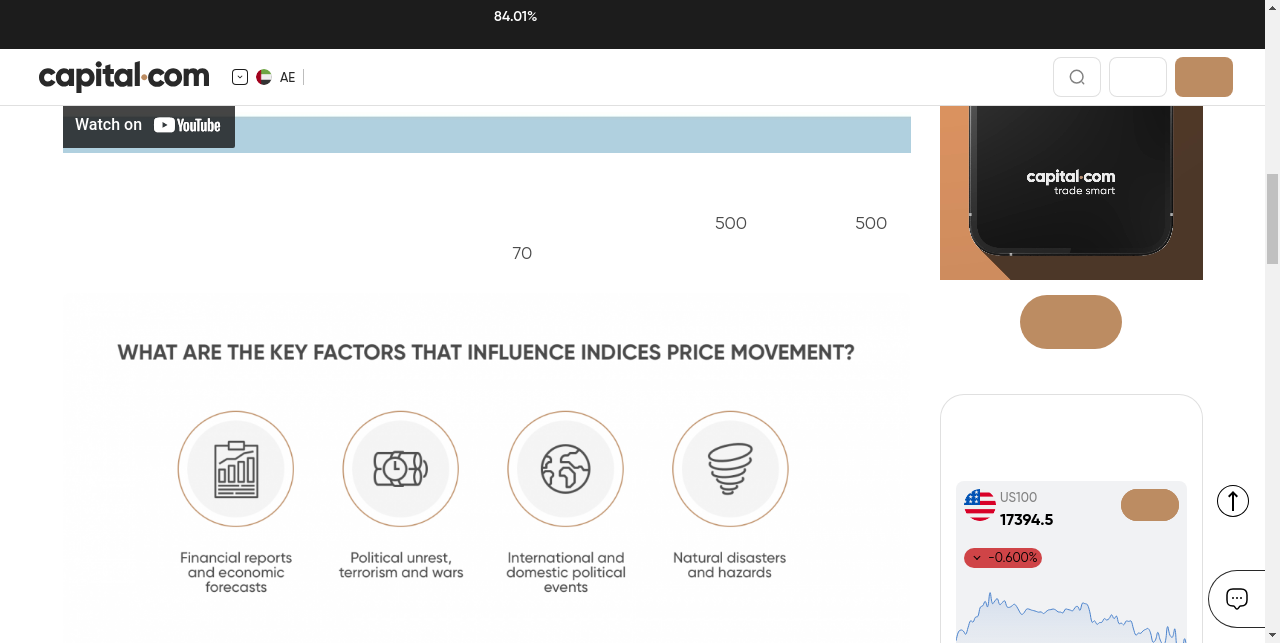 84.01%
capital.com
AE
Watch on YouTube
capital.com
trade smart
500 500
70
WHAT ARE THE KEY FACTORS THAT INFLUENCE INDICES PRICE MOVEMENT?
Financial reports
and economic
forecasts
Political unrest,
terrorism and wars
International and
domestic political
events
Natural disasters
and hazards
US100
17394.5
-0.600%